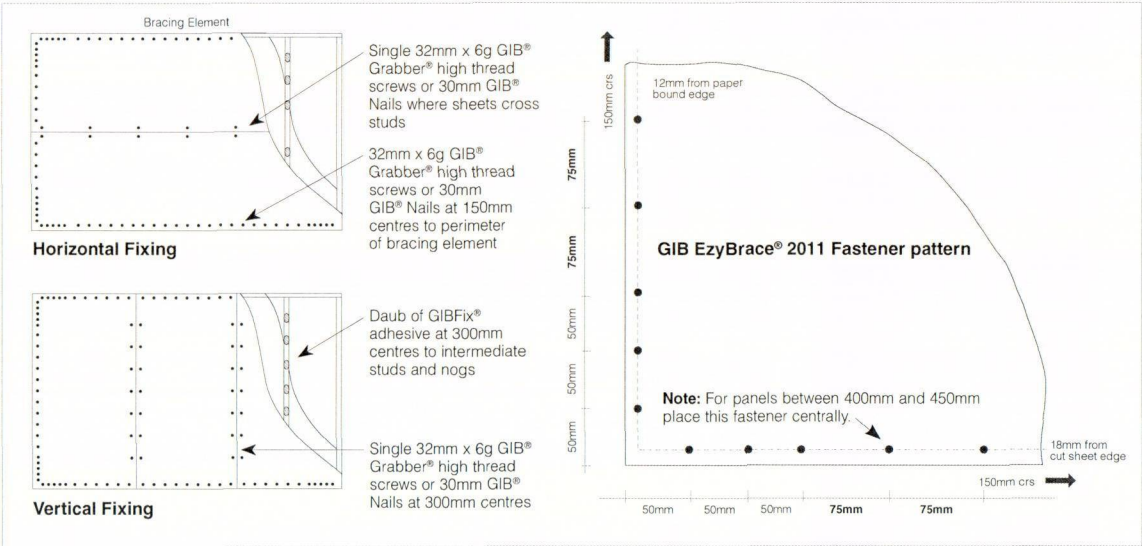 Bracing Element
Single 32mm x 6g GIB®
Grabber® high thread
screws or 30mm GIB®
Nails where sheets cross
studs
32mm x 6g GIB®
Grabber® high thread
screws or 30mm
GIB® Nails at 150mm
centres to perimeter
of bracing element
Horizontal Fixing
Daub of GIBFix®
adhesive at 300mm
centres to intermediate
studs and nogs
Single 32mm x 6g GIB®
Grabber® high thread
screws or 30mm GIB®
Nails at 300mm centres
Vertical Fixing
150mm crs
12mm from paper
bound edge
75mm
75mm
50mm
50mm
50mm
GIB EzyBrace® 2011 Fastener pattern
Note: For panels between 400mm and 450mm
place this fastener centrally.
18mm from
cut sheet edge
150mm crs
50mm
50mm
50mm
75mm
75mm